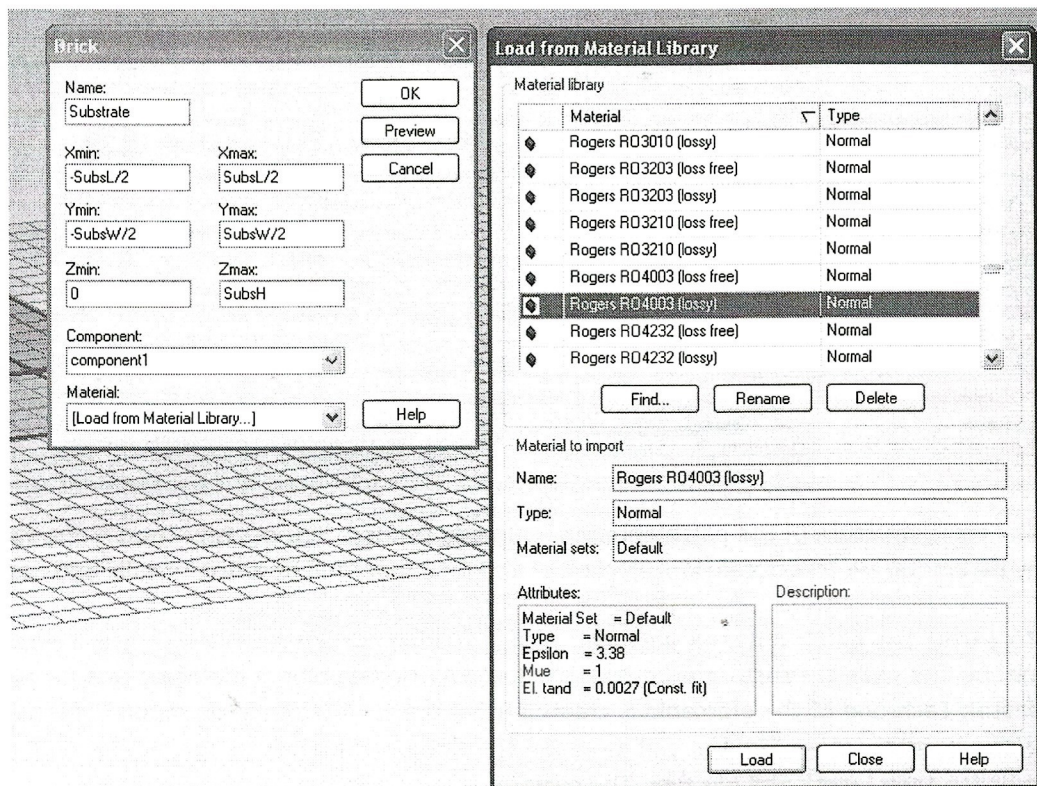 Brick
Name:
Substrate
OK
Preview
Cancel
Xmin:
Xmax:
-SubsL/2
SubsL/2
Ymin:
Ymax:
-SubsW/2
SubsW/2
Zmin:
Zmax:
0
SubsH
Component:
component1
Material:
[Load from Material Library...]
Help
Load from Material Library
Material library
Material Type
Rogers RO3010 (lossy) Normal
Rogers RO3203 (loss free) Normal
Rogers RO3203 (lossy) Normal
Rogers RO3210 (loss free) Normal
Rogers RO3210 (lossy) Normal
Rogers RO4003 (loss free) Normal
Rogers RO4003 (lossy) Normal
Rogers RO4232 (loss free) Normal
Rogers RO4232 (lossy) Normal
Find... Rename Delete
Material to import
Name: Rogers RO4003 (lossy)
Type: Normal
Material sets: Default
Attributes:
Material Set = Default
Type = Normal
Epsilon = 3.38
Mue = 1
El. tand = 0.0027 (Const. fit)
Description:
Load Close Help